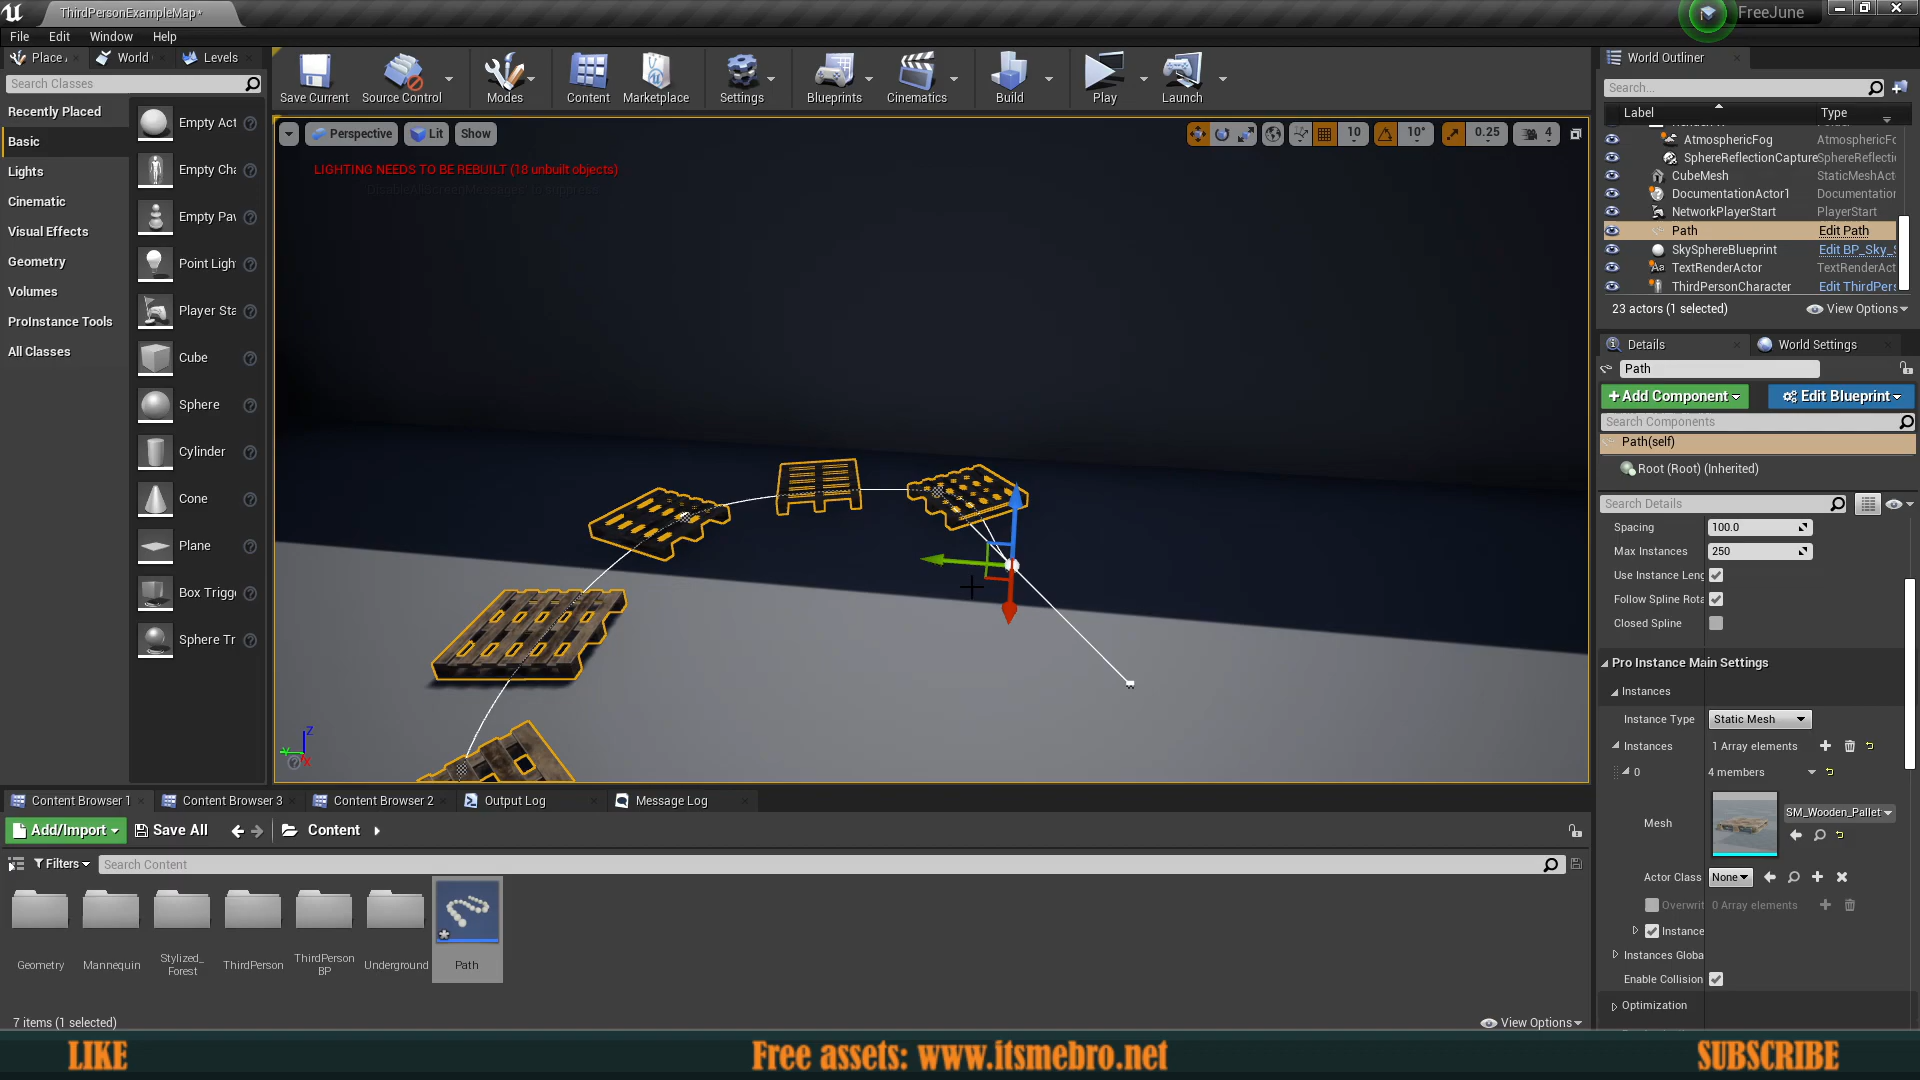 ThirdPersonExampleMap*
FreeJune
File Edit Window Help
Place World Levels
Search Classes
Recently Placed
Basic
Lights
Cinematic
Visual Effects
Geometry
Volumes
ProInstance Tools
All Classes
Empty Act
Empty Cha
Empty Pav
Point Ligh
Player Sta
Cube
Sphere
Cylinder
Cone
Plane
Box Trigge
Sphere Tr
Save Current
Source Control
Modes
Content
Marketplace
Settings
Blueprints
Cinematics
Build
Play
Launch
Perspective Lit Show
10 10° 0.25 4
LIGHTING NEEDS TO BE REBUILT (18 unbuilt objects)
World Outliner
Search...
Label Type
AtmosphericFog AtmosphericFo
SphereReflectionCapture SphereReflectio
CubeMesh StaticMeshAct
DocumentationActor1 Documentation
NetworkPlayerStart PlayerStart
Path Edit Path
SkySphereBlueprint Edit BP_Sky_S
TextRenderActor TextRenderAct
ThirdPersonCharacter Edit ThirdPers
23 actors (1 selected) View Options
Details World Settings
Path
+Add Component Edit Blueprint
Search Components
Path(self)
Root (Root) (Inherited)
Search Details
Spacing 100.0
Max Instances 250
Use Instance Leng
Follow Spline Rota
Closed Spline
Pro Instance Main Settings
Instances
Instance Type Static Mesh
Instances 1 Array elements
0 4 members
Mesh SM_Wooden_Pallet
Actor Class None
Overwrit 0 Array elements
Instance
Instances Globa
Enable Collision
Optimization
Z
Y
X
Content Browser 1 Content Browser 3 Content Browser 2 Output Log Message Log
Add/Import Save All Content
Filters Search Content
Geometry
Mannequin
Stylized_
Forest
ThirdPerson
ThirdPerson
BP
Underground
Path
7 items (1 selected) View Options
LIKE Free assets: www.itsmebro.net SUBSCRIBE